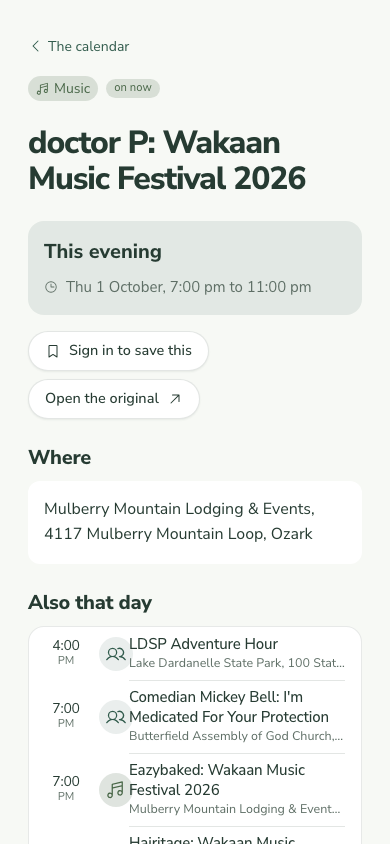 The calendar
Music
on now
doctor P: Wakaan
Music Festival 2026
This evening
Thu 1 October, 7:00 pm to 11:00 pm
Sign in to save this
Open the original
Where
Mulberry Mountain Lodging & Events,
4117 Mulberry Mountain Loop, Ozark
Also that day
4:00
PM
LDSP Adventure Hour
Lake Dardanelle State Park, 100 Stat...
7:00
PM
Comedian Mickey Bell: I'm
Medicated For Your Protection
Butterfield Assembly of God Church,...
7:00
PM
Eazybaked: Wakaan Music
Festival 2026
Mulberry Mountain Lodging & Event...
Hairitage: Wakaan Music